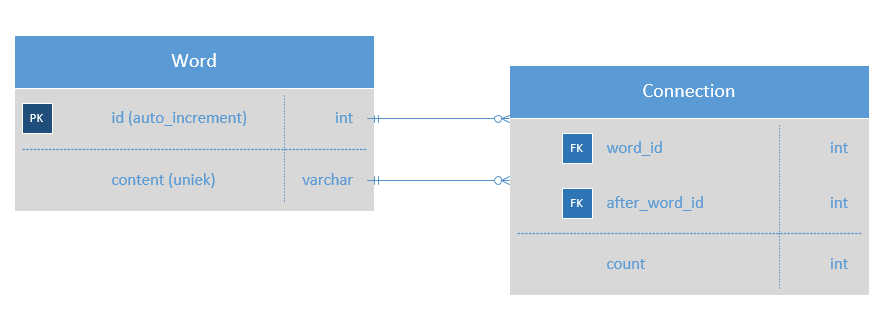 Word
PK id (auto_increment) int
content (uniek) varchar
Connection
FK word_id int
FK after_word_id int
count int